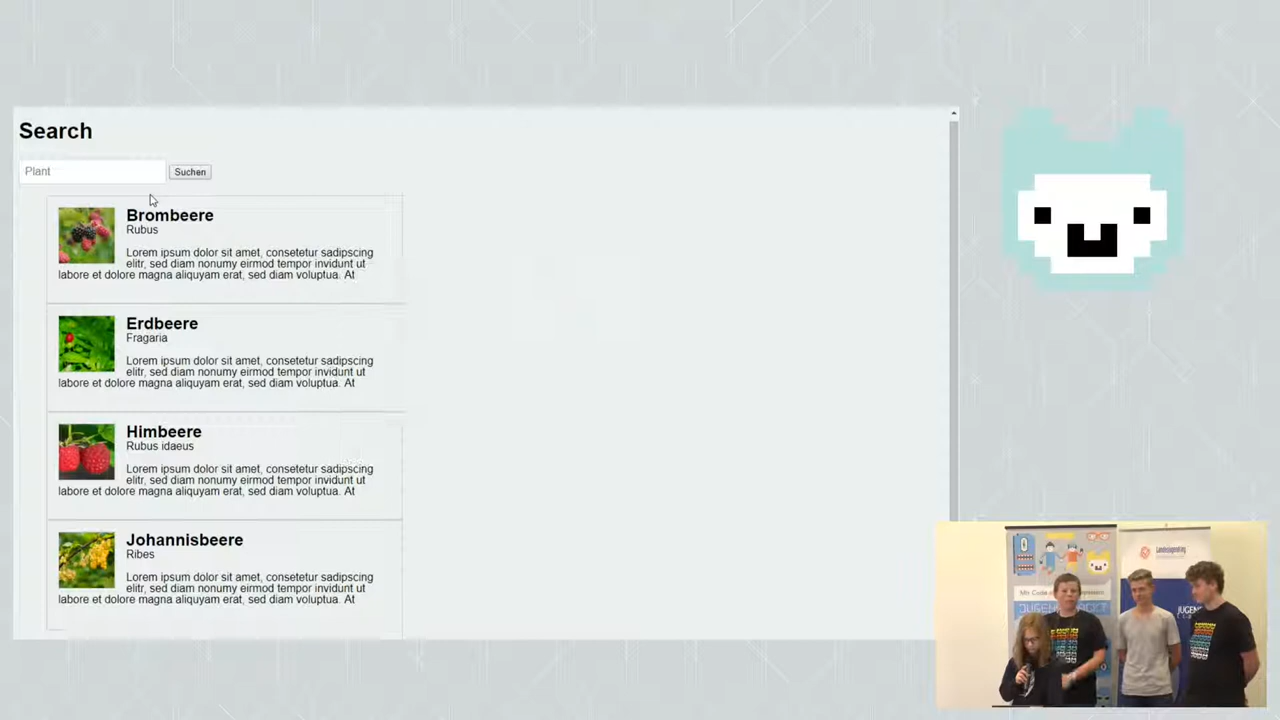 Search
Plant
Suchen
Brombeere
Rubus
Lorem ipsum dolor sit amet, consetetur sadipscing
elitr, sed diam nonumy eirmod tempor invidunt ut
labore et dolore magna aliquyam erat, sed diam voluptua. At
Erdbeere
Fragaria
Lorem ipsum dolor sit amet, consetetur sadipscing
elitr, sed diam nonumy eirmod tempor invidunt ut
labore et dolore magna aliquyam erat, sed diam voluptua. At
Himbeere
Rubus idaeus
Lorem ipsum dolor sit amet, consetetur sadipscing
elitr, sed diam nonumy eirmod tempor invidunt ut
labore et dolore magna aliquyam erat, sed diam voluptua. At
Johannisbeere
Ribes
Lorem ipsum dolor sit amet, consetetur sadipscing
elitr, sed diam nonumy eirmod tempor invidunt ut
labore et dolore magna aliquyam erat, sed diam voluptua. At
Mit Code